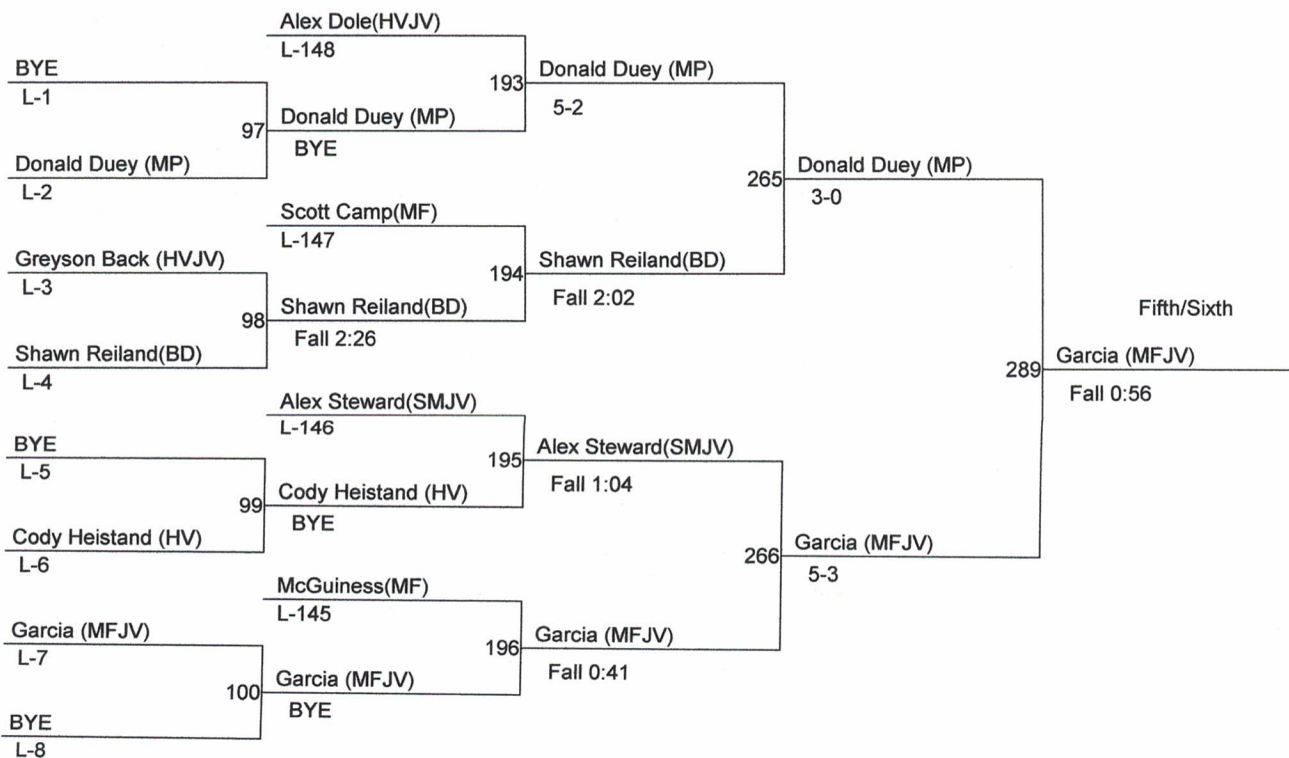 Alex Dole(HVJV)
L-148
BYE
L-1
193
Donald Duey (MP)
5-2
97
Donald Duey (MP)
BYE
Donald Duey (MP)
L-2
265
Donald Duey (MP)
3-0
Scott Camp(MF)
L-147
Greyson Back (HVJV)
L-3
194
Shawn Reiland(BD)
Fall 2:02
98
Shawn Reiland(BD)
Fall 2:26
Shawn Reiland(BD)
L-4
Fifth/Sixth
289
Garcia (MFJV)
Fall 0:56
Alex Steward(SMJV)
L-146
BYE
L-5
195
Alex Steward(SMJV)
Fall 1:04
99
Cody Heistand (HV)
BYE
Cody Heistand (HV)
L-6
266
Garcia (MFJV)
5-3
McGuiness(MF)
L-145
Garcia (MFJV)
L-7
196
Garcia (MFJV)
Fall 0:41
100
Garcia (MFJV)
BYE
BYE
L-8